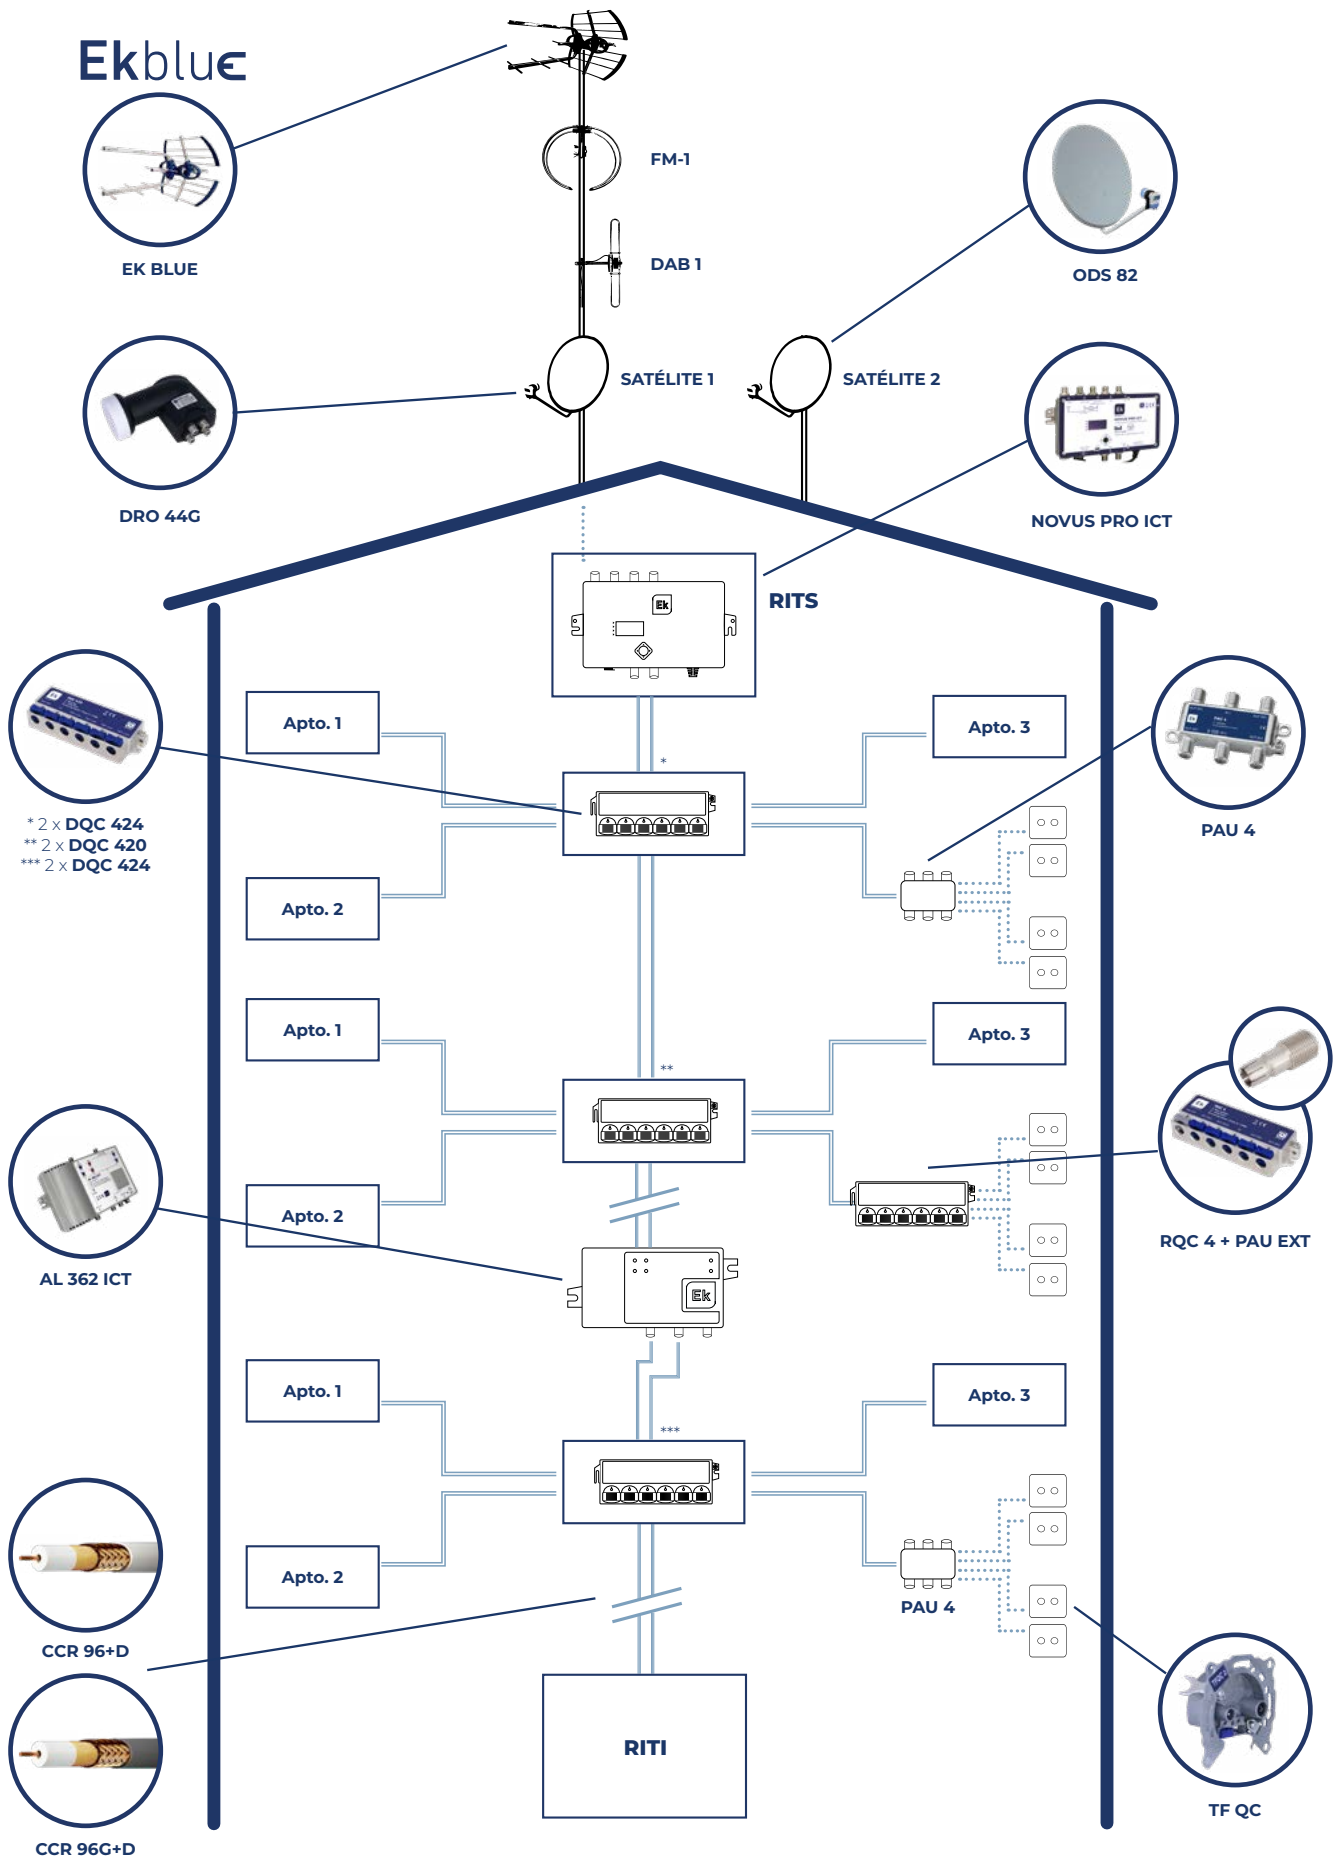 Ekblue
FM-1
EK BLUE
DAB 1
ODS 82
SATÉLITE 1
SATÉLITE 2
DRO 44G
NOVUS PRO ICT
Ek
RITS
Ek
Apto. 1
Apto. 3
*
* 2 x DQC 424
** 2 x DQC 420
*** 2 x DQC 424
PAU 4
Ek
Apto. 2
Apto. 1
Apto. 3
**
Ek
Apto. 2
RQC 4 + PAU EXT
AL 362 ICT
Ek
Apto. 1
Apto. 3
***
Apto. 2
PAU 4
CCR 96+D
RITI
TF QC
CCR 96G+D